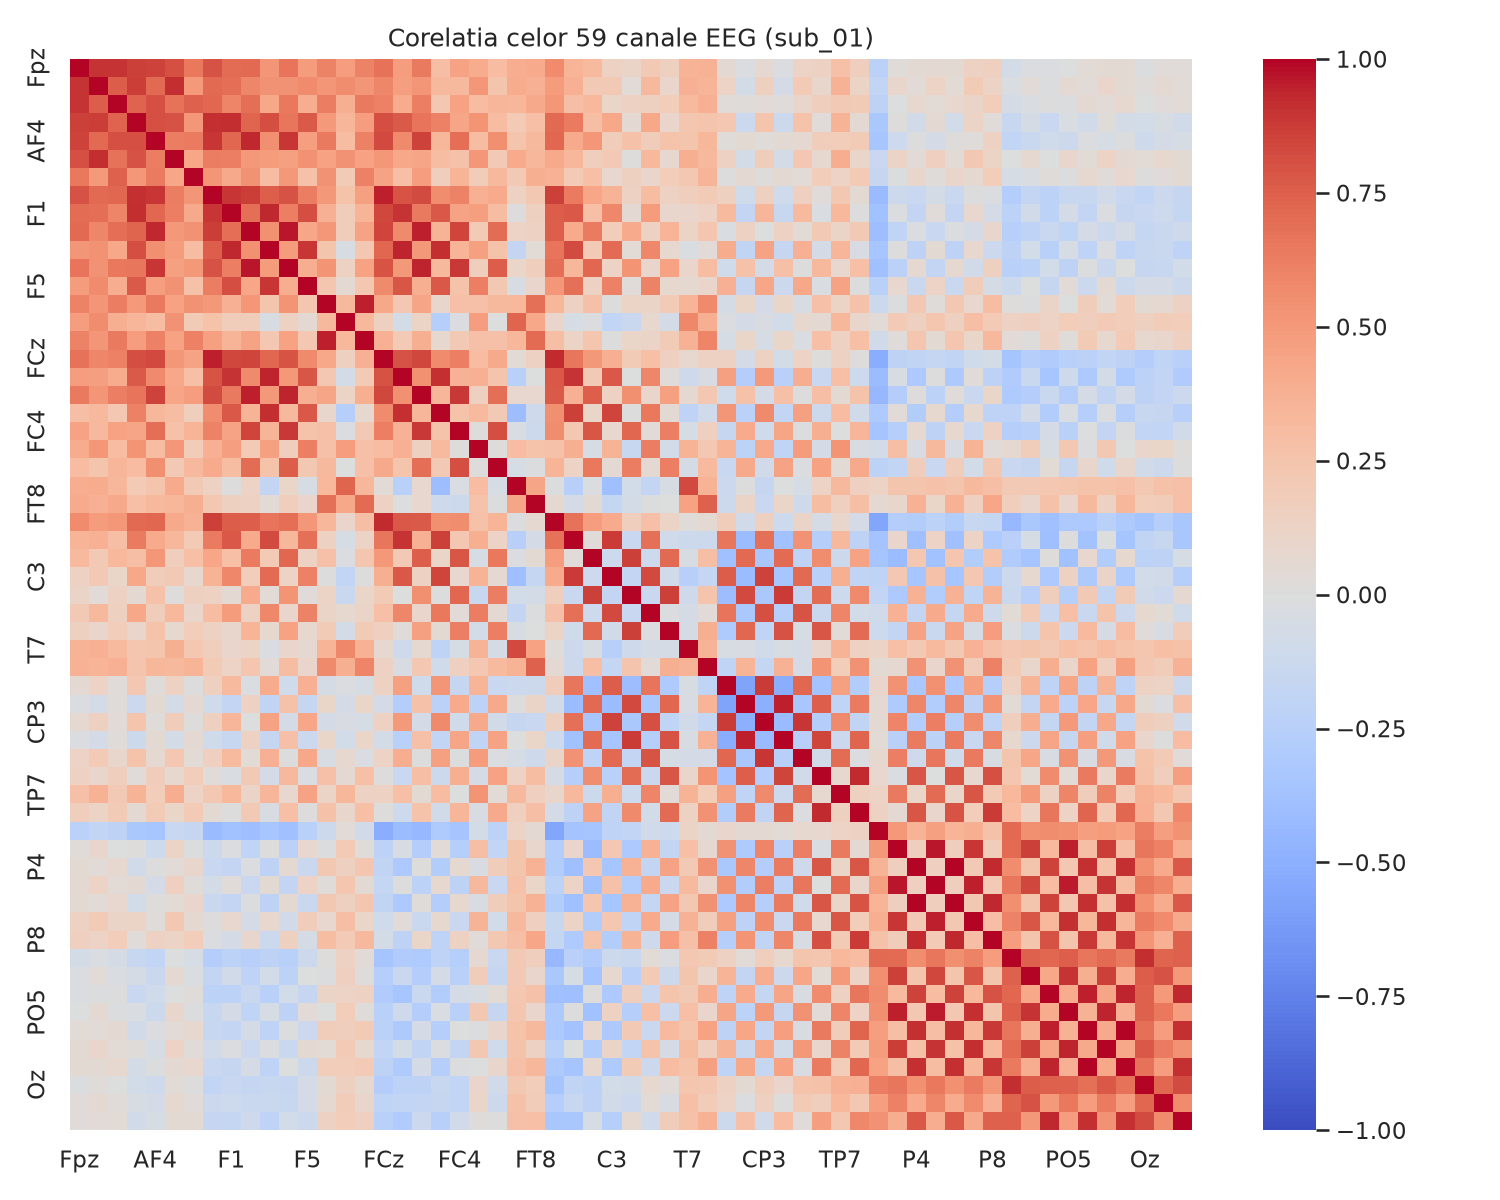 Corelatia celor 59 canale EEG (sub_01)
Fpz
AF4
F1
F5
FCz
FC4
FT8
C3
T7
CP3
TP7
P4
P8
PO5
Oz
Fpz AF4 F1 F5 FCz FC4 FT8 C3 T7 CP3 TP7 P4 P8 PO5 Oz
1.00
0.75
0.50
0.25
0.00
−0.25
−0.50
−0.75
−1.00